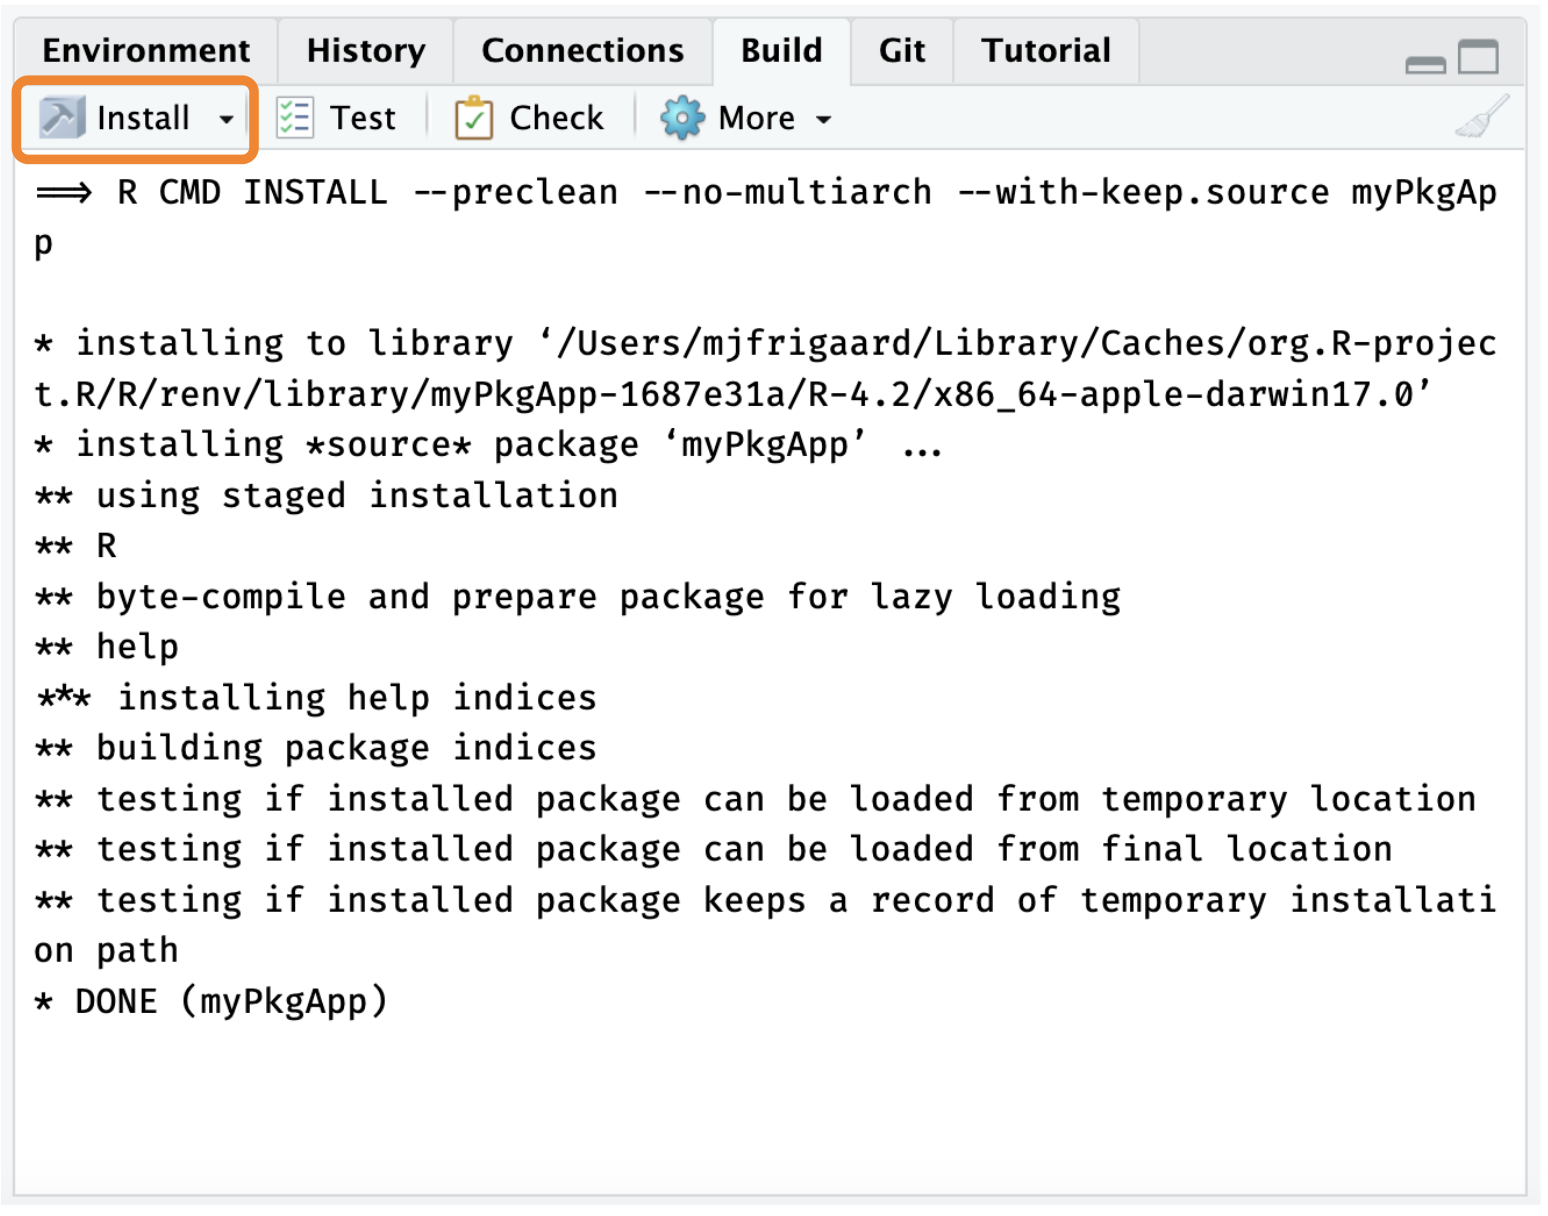 Environment History Connections Build Git Tutorial
Install Test Check More
==> R CMD INSTALL --preclean --no-multiarch --with-keep.source myPkgAp
p
* installing to library ‘/Users/mjfrigaard/Library/Caches/org.R-projec
t.R/R/renv/library/myPkgApp-1687e31a/R-4.2/x86_64-apple-darwin17.0’
* installing *source* package ‘myPkgApp’ ...
** using staged installation
** R
** byte-compile and prepare package for lazy loading
** help
*** installing help indices
** building package indices
** testing if installed package can be loaded from temporary location
** testing if installed package can be loaded from final location
** testing if installed package keeps a record of temporary installati
on path
* DONE (myPkgApp)